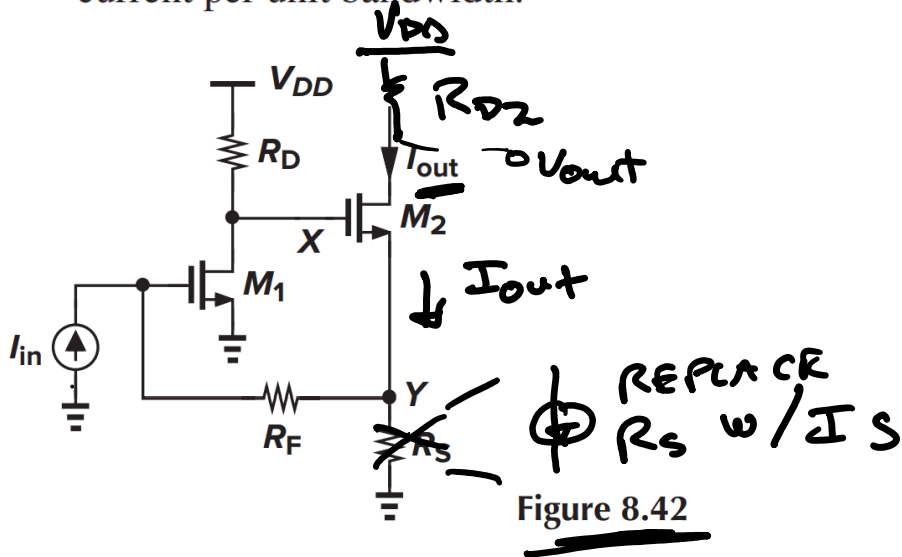 current per unit bandwidth.
VDD
VDD
RD2
RD
Iout
Vout
M2
X
M1
Iout
Iin
Y
REPLACE
RF
RS
RS w/ IS
Figure 8.42